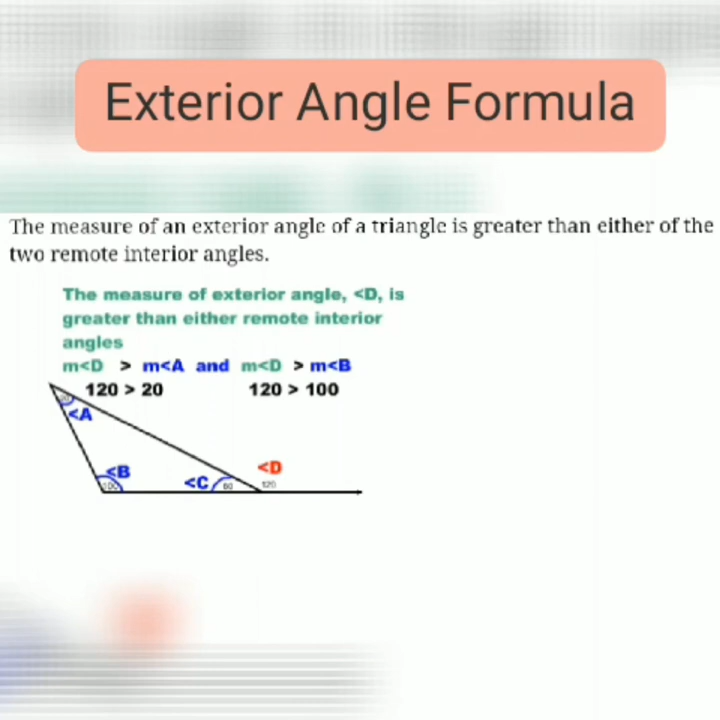 Exterior Angle Formula
The measure of an exterior angle of a triangle is greater than either of the
two remote interior angles.
The measure of exterior angle, <D, is
greater than either remote interior
angles
m<D > m<A and m<D > m<B
120 > 20 120 > 100
<A
<B
<D
<C
100
60
120